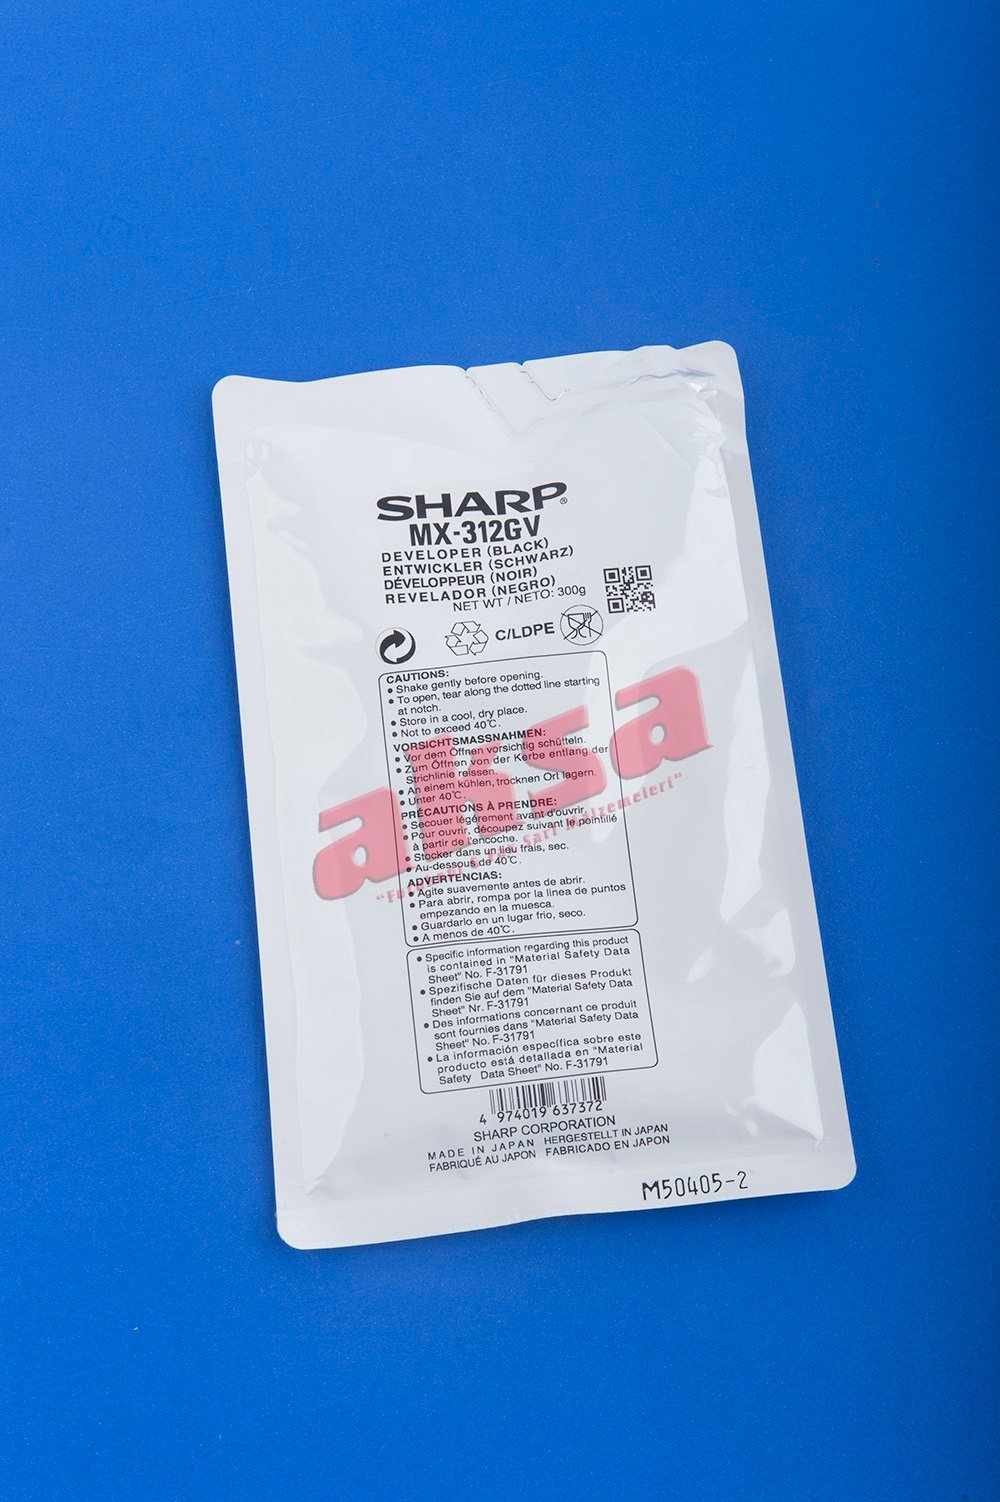 SHARP®
MX-312GV
DEVELOPER (BLACK)
ENTWICKLER (SCHWARZ)
DÉVELOPPEUR (NOIR)
REVELADOR (NEGRO)
NET WT / NETO: 300g
C/LDPE
CAUTIONS:
• Shake gently before opening.
• To open, tear along the dotted line starting
at notch.
• Store in a cool, dry place.
• Not to exceed 40℃.
VORSICHTSMASSNAHMEN:
• Vor dem Öffnen vorsichtig schütteln.
• Zum Öffnen von der Kerbe entlang der
Strichlinie reissen.
• An einem kühlen, trocknen Ort lagern.
• Unter 40℃.
PRÉCAUTIONS À PRENDRE:
• Secouer légérement avant d'ouvrir.
• Pour ouvrir, découpez suivant le pointillé
à partir de l'encoche.
• Stocker dans un lieu frais, sec.
• Au-dessous de 40℃.
ADVERTENCIAS:
• Agite suavemente antes de abrir.
• Para abrir, rompa por la linea de puntos
empezando en la muesca.
• Guardarlo en un lugar frio, seco.
• A menos de 40℃.
aksa
Sarf Malzemeleri"
• Specific information regarding this product
is contained in "Material Safety Data
Sheet" No. F-31791
• Spezifische Daten für dieses Produkt
finden Sie auf dem "Material Safety Data
Sheet" Nr. F-31791
• Des informations concernant ce produit
sont fournies dans "Material Safety Data
Sheet" No. F-31791
• La información específica sobre este
producto está detallada en "Material
Safety Data Sheet" No. F-31791
4 974019 637372
SHARP CORPORATION
MADE IN JAPAN HERGESTELLT IN JAPAN
FABRIQUÉ AU JAPON FABRICADO EN JAPON
M50405-2